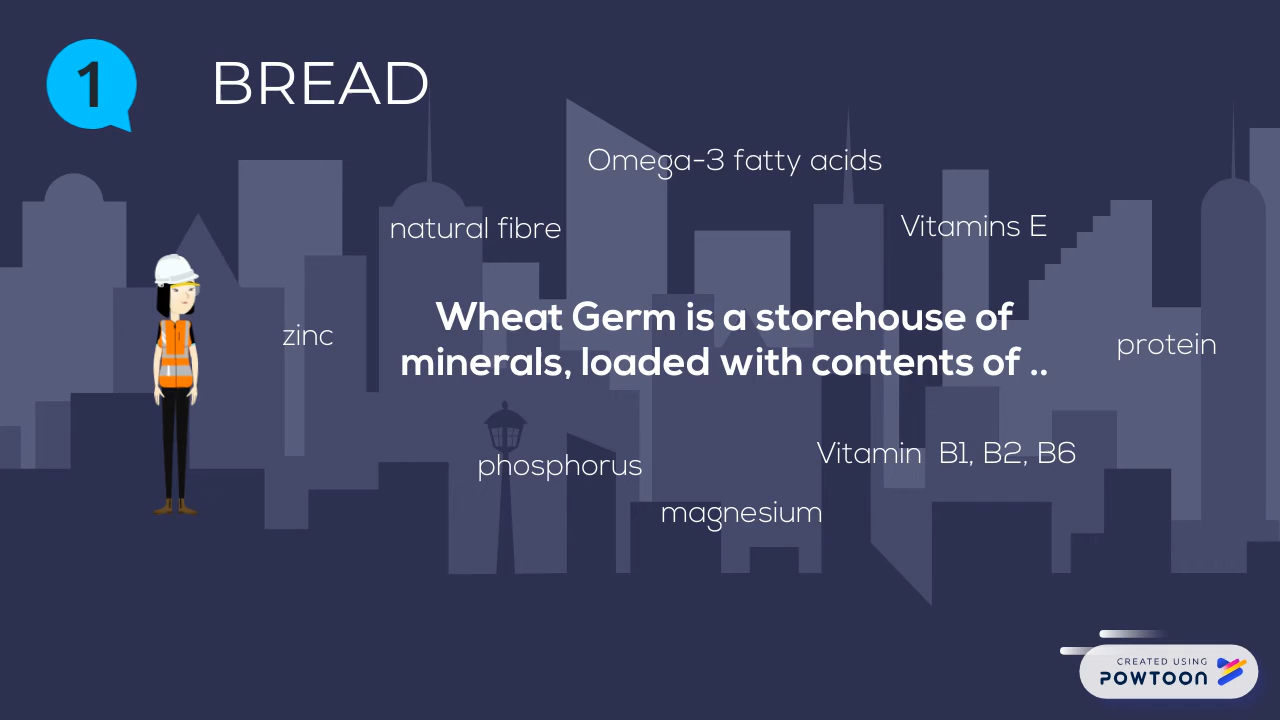 1
BREAD
Omega-3 fatty acids
natural fibre
Vitamins E
Wheat Germ is a storehouse of
minerals, loaded with contents of ..
zinc
protein
phosphorus
Vitamin B1, B2, B6
magnesium
CREATED USING
POWTOON